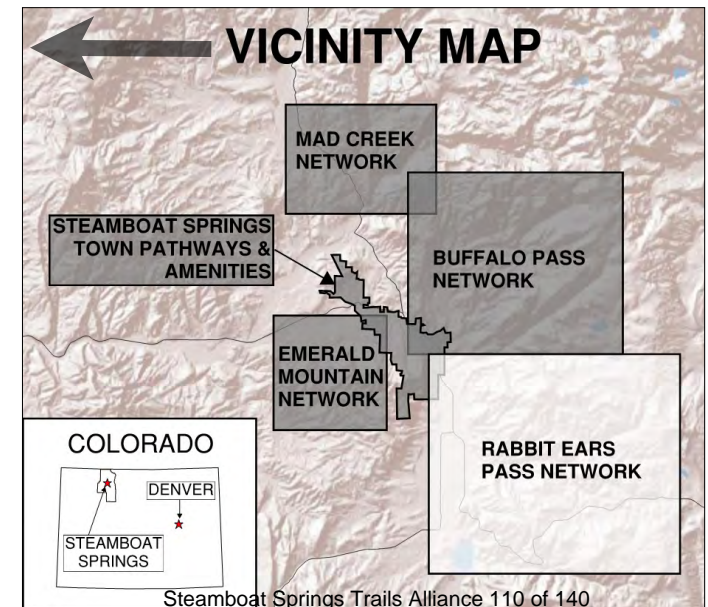 VICINITY MAP
MAD CREEK
NETWORK
STEAMBOAT SPRINGS
TOWN PATHWAYS &
AMENITIES
BUFFALO PASS
NETWORK
EMERALD
MOUNTAIN
NETWORK
RABBIT EARS
PASS NETWORK
COLORADO
DENVER
STEAMBOAT
SPRINGS
Steamboat Springs Trails Alliance 110 of 140